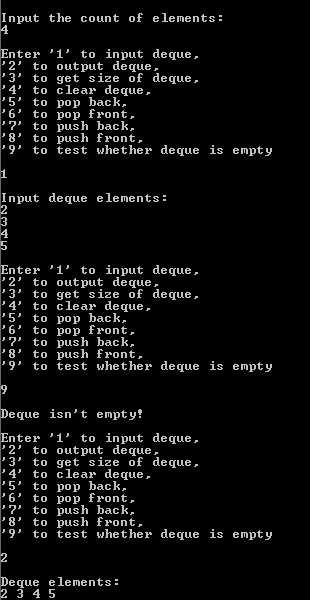 Input the count of elements:
4
Enter '1' to input deque,
'2' to output deque,
'3' to get size of deque,
'4' to clear deque,
'5' to pop back,
'6' to pop front,
'7' to push back,
'8' to push front,
'9' to test whether deque is empty
1
Input deque elements:
2
3
4
5
Enter '1' to input deque,
'2' to output deque,
'3' to get size of deque,
'4' to clear deque,
'5' to pop back,
'6' to pop front,
'7' to push back,
'8' to push front,
'9' to test whether deque is empty
9
Deque isn't empty!
Enter '1' to input deque,
'2' to output deque,
'3' to get size of deque,
'4' to clear deque,
'5' to pop back,
'6' to pop front,
'7' to push back,
'8' to push front,
'9' to test whether deque is empty
2
Deque elements:
2 3 4 5